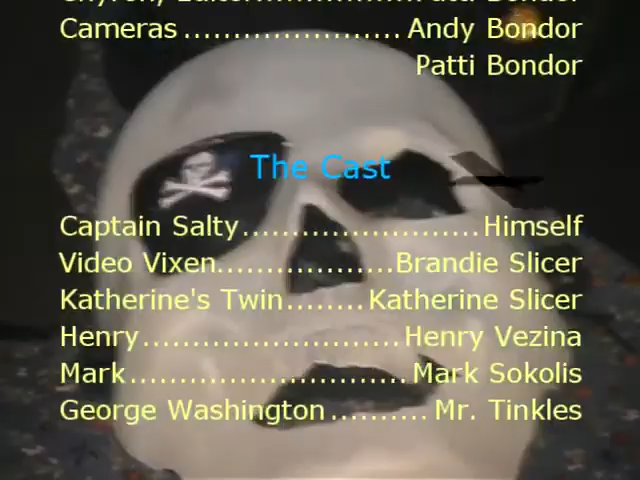 Cameras......................Andy Bondor
Patti Bondor
The Cast
Captain Salty........................Himself
Video Vixen..................Brandie Slicer
Katherine's Twin........Katherine Slicer
Henry..........................Henry Vezina
Mark............................Mark Sokolis
George Washington..........Mr. Tinkles